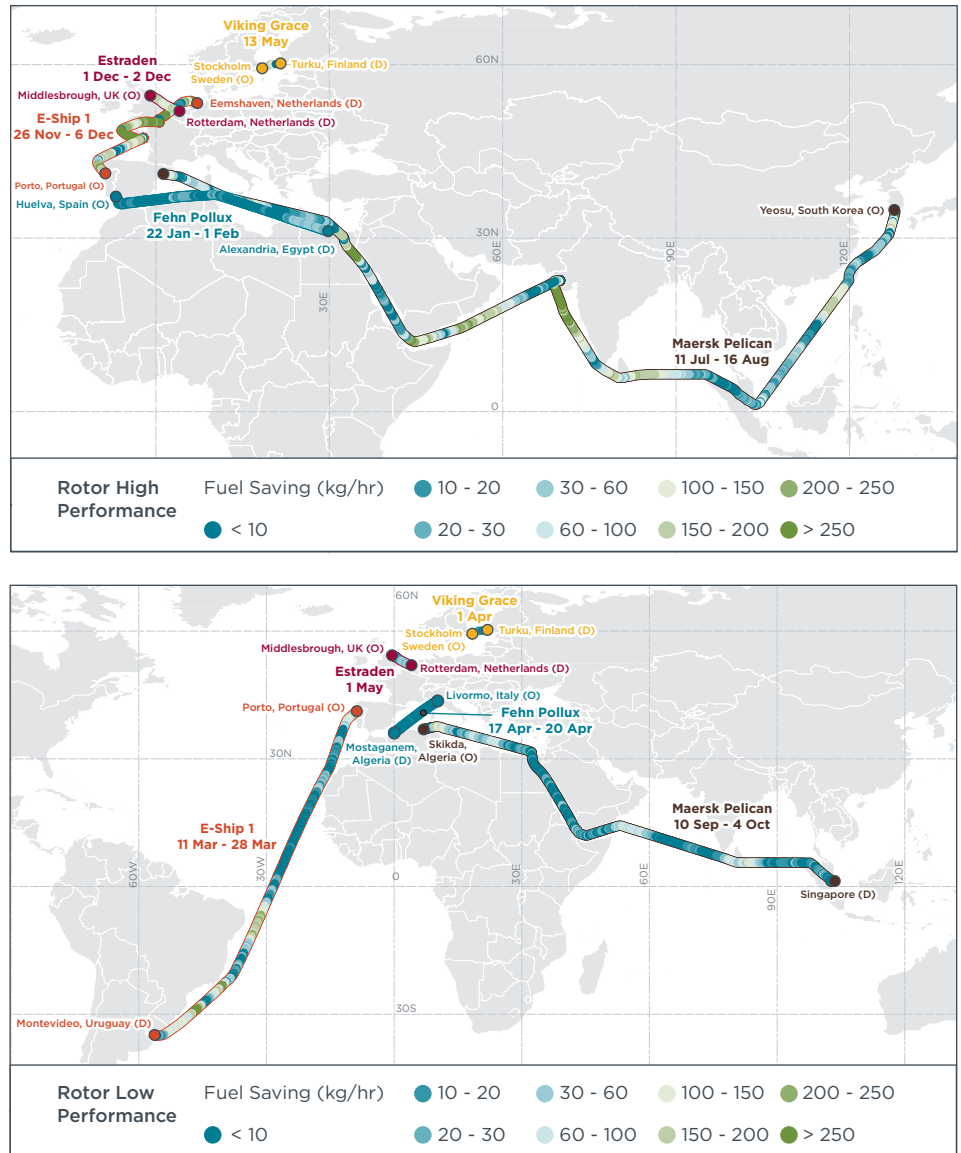 Viking Grace
13 May
Stockholm
Sweden (O)
Turku, Finland (D)
60N
Estraden
1 Dec - 2 Dec
Middlesbrough, UK (O)
Eemshaven, Netherlands (D)
E-Ship 1
26 Nov - 6 Dec
Rotterdam, Netherlands (D)
Porto, Portugal (O)
Huelva, Spain (O)
Fehn Pollux
22 Jan - 1 Feb
Alexandria, Egypt (D)
Yeosu, South Korea (O)
30N
30E
60E
90E
120E
Maersk Pelican
11 Jul - 16 Aug
0
Rotor High
Performance
Fuel Saving (kg/hr)
< 10
10 - 20
20 - 30
30 - 60
60 - 100
100 - 150
150 - 200
200 - 250
> 250
60N
Viking Grace
1 Apr
Stockholm
Sweden (O)
Turku, Finland (D)
Middlesbrough, UK (O)
Rotterdam, Netherlands (D)
Estraden
1 May
Livormo, Italy (O)
Porto, Portugal (O)
Fehn Pollux
17 Apr - 20 Apr
Mostaganem,
Algeria (D)
Skikda,
Algeria (O)
30N
E-Ship 1
11 Mar - 28 Mar
Maersk Pelican
10 Sep - 4 Oct
60W
30W
0
30E
60E
90E
120E
Singapore (D)
30S
Montevideo, Uruguay (D)
Rotor Low
Performance
Fuel Saving (kg/hr)
< 10
10 - 20
20 - 30
30 - 60
60 - 100
100 - 150
150 - 200
200 - 250
> 250